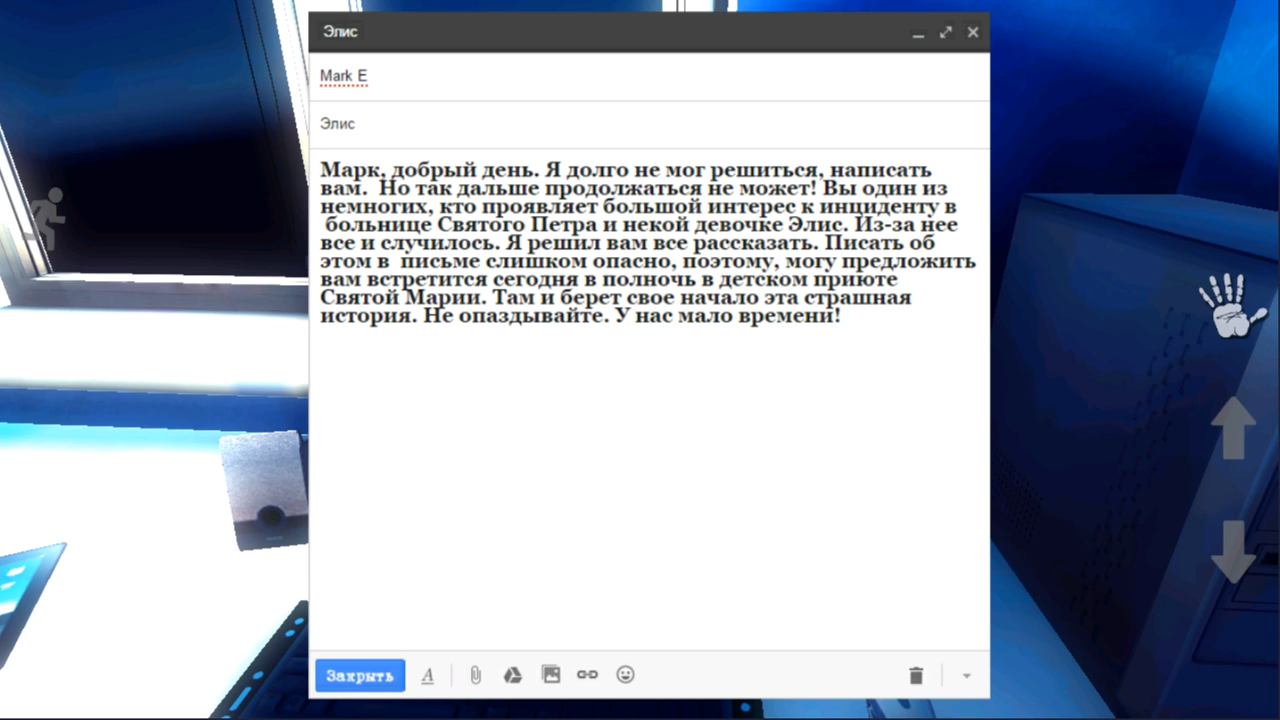 Элис
Mark E
Элис
Марк, добрый день. Я долго не мог решиться, написать
вам. Но так дальше продолжаться не может! Вы один из
немногих, кто проявляет большой интерес к инциденту в
больнице Святого Петра и некой девочке Элис. Из-за нее
все и случилось. Я решил вам все рассказать. Писать об
этом в письме слишком опасно, поэтому, могу предложить
вам встретится сегодня в полночь в детском приюте
Святой Марии. Там и берет свое начало эта страшная
история. Не опаздывайте. У нас мало времени!
Закрыть